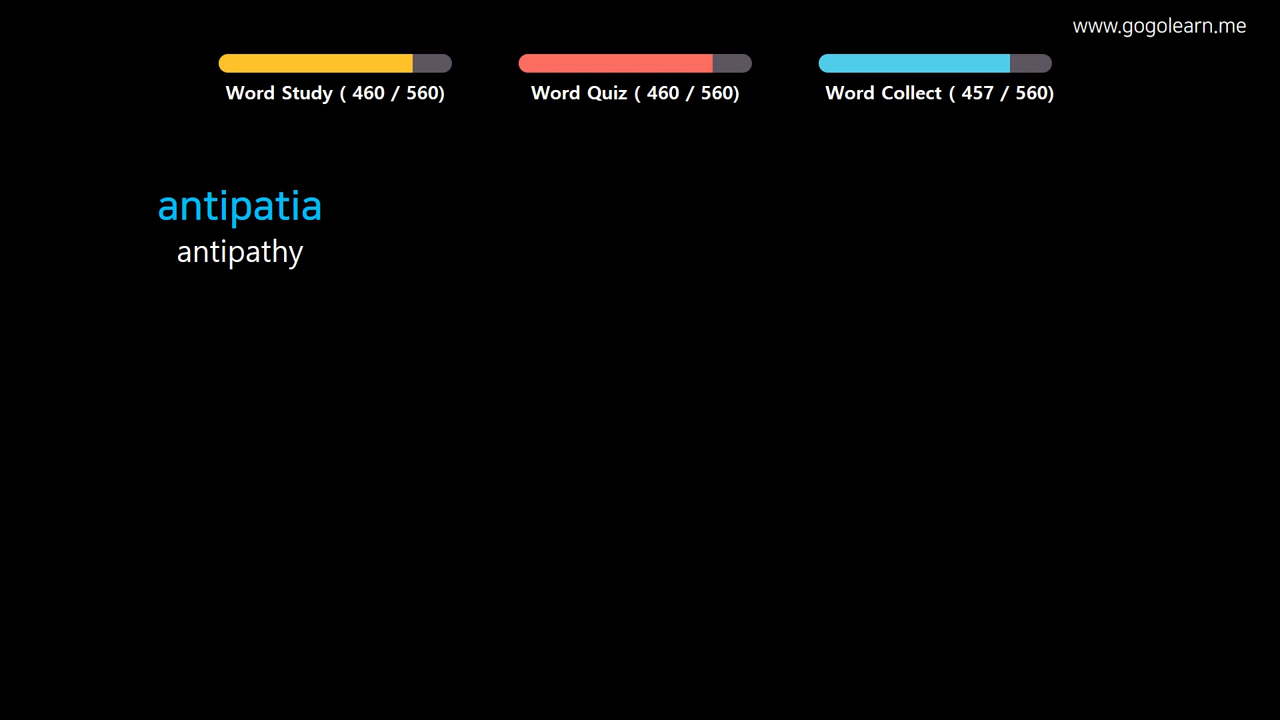 www.gogolearn.me
Word Study ( 460 / 560)
Word Quiz ( 460 / 560)
Word Collect ( 457 / 560)
antipatia
antipathy